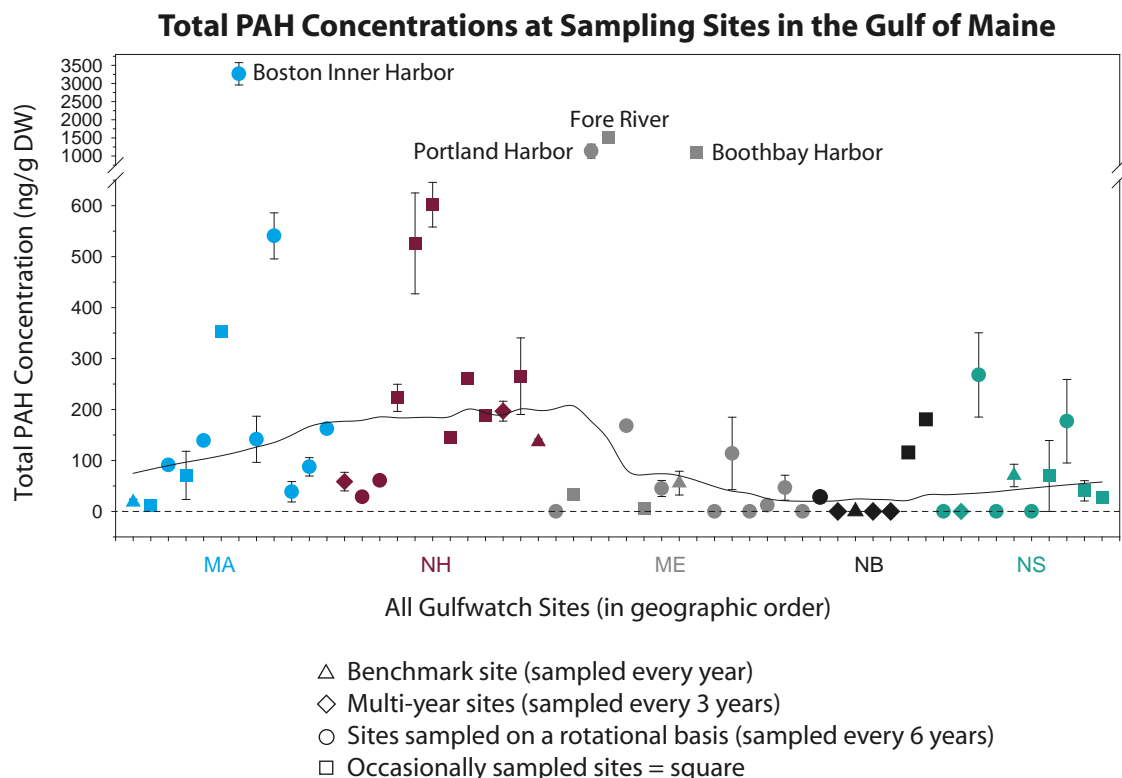 Total PAH Concentrations at Sampling Sites in the Gulf of Maine
Total PAH Concentration (ng/g DW)
3500
3000
2500
2000
1500
1000
600
500
400
300
200
100
0
Boston Inner Harbor
Fore River
Portland Harbor
Boothbay Harbor
MA NH ME NB NS
All Gulfwatch Sites (in geographic order)
Benchmark site (sampled every year)
Multi-year sites (sampled every 3 years)
Sites sampled on a rotational basis (sampled every 6 years)
Occasionally sampled sites = square